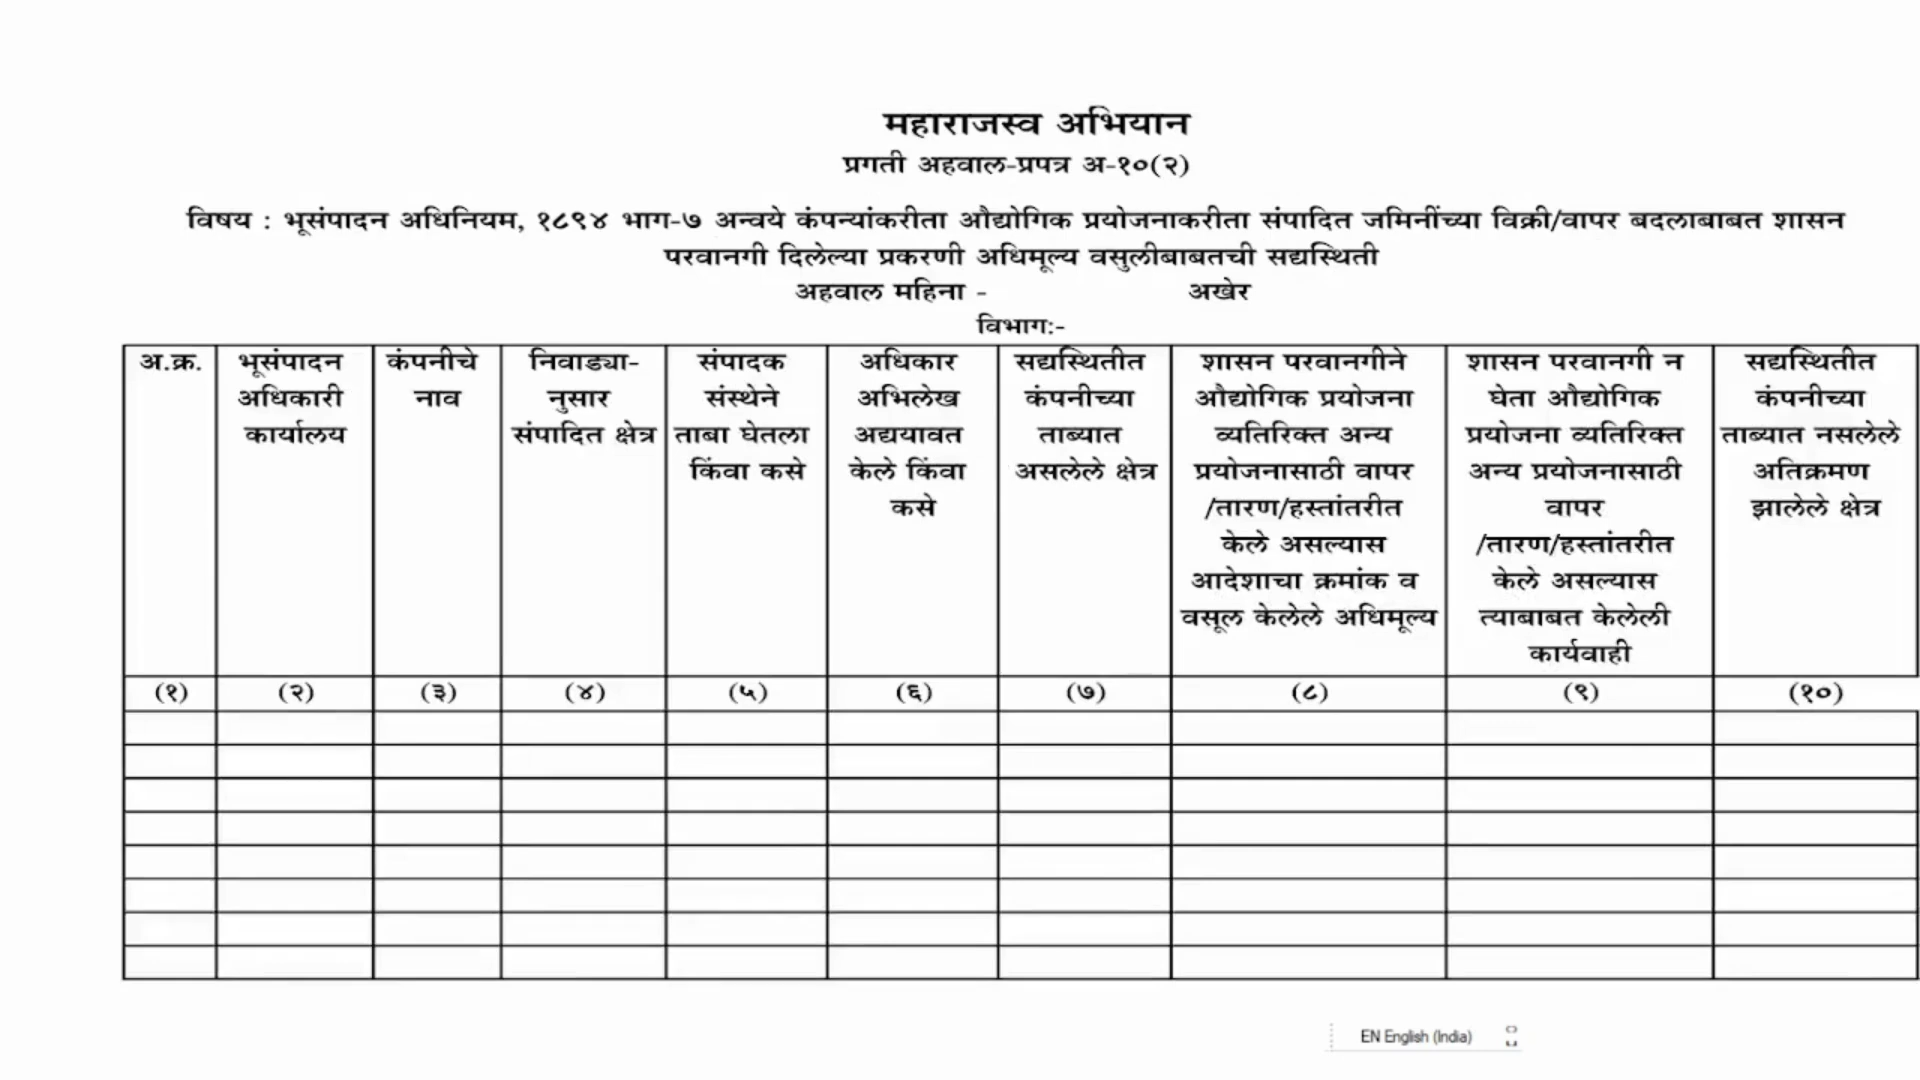 महाराजस्व अभियान
प्रगती अहवाल-प्रपत्र अ-१०(२)
विषय : भूसंपादन अधिनियम, १८९४ भाग-७ अन्वये कंपन्यांकरीता औद्योगिक प्रयोजनाकरीता संपादित जमिनींच्या विक्री/वापर बदलाबाबत शासन
परवानगी दिलेल्या प्रकरणी अधिमूल्य वसुलीबाबतची सद्यस्थिती
अहवाल महिना - अखेर
विभाग:-
अ.क्र.
भूसंपादन
अधिकारी
कार्यालय
कंपनीचे
नाव
निवाड्या-
नुसार
संपादित क्षेत्र
संपादक
संस्थेने
ताबा घेतला
किंवा कसे
अधिकार
अभिलेख
अद्ययावत
केले किंवा
कसे
सद्यस्थितीत
कंपनीच्या
ताब्यात
असलेले क्षेत्र
शासन परवानगीने
औद्योगिक प्रयोजना
व्यतिरिक्त अन्य
प्रयोजनासाठी वापर
/तारण/हस्तांतरीत
केले असल्यास
आदेशाचा क्रमांक व
वसूल केलेले अधिमूल्य
शासन परवानगी न
घेता औद्योगिक
प्रयोजना व्यतिरिक्त
अन्य प्रयोजनासाठी
वापर
/तारण/हस्तांतरीत
केले असल्यास
त्याबाबत केलेली
कार्यवाही
सद्यस्थितीत
कंपनीच्या
ताब्यात नसलेले
अतिक्रमण
झालेले क्षेत्र
(१) (२) (३) (४) (५) (६) (७) (८) (९) (१०)
EN English (India)